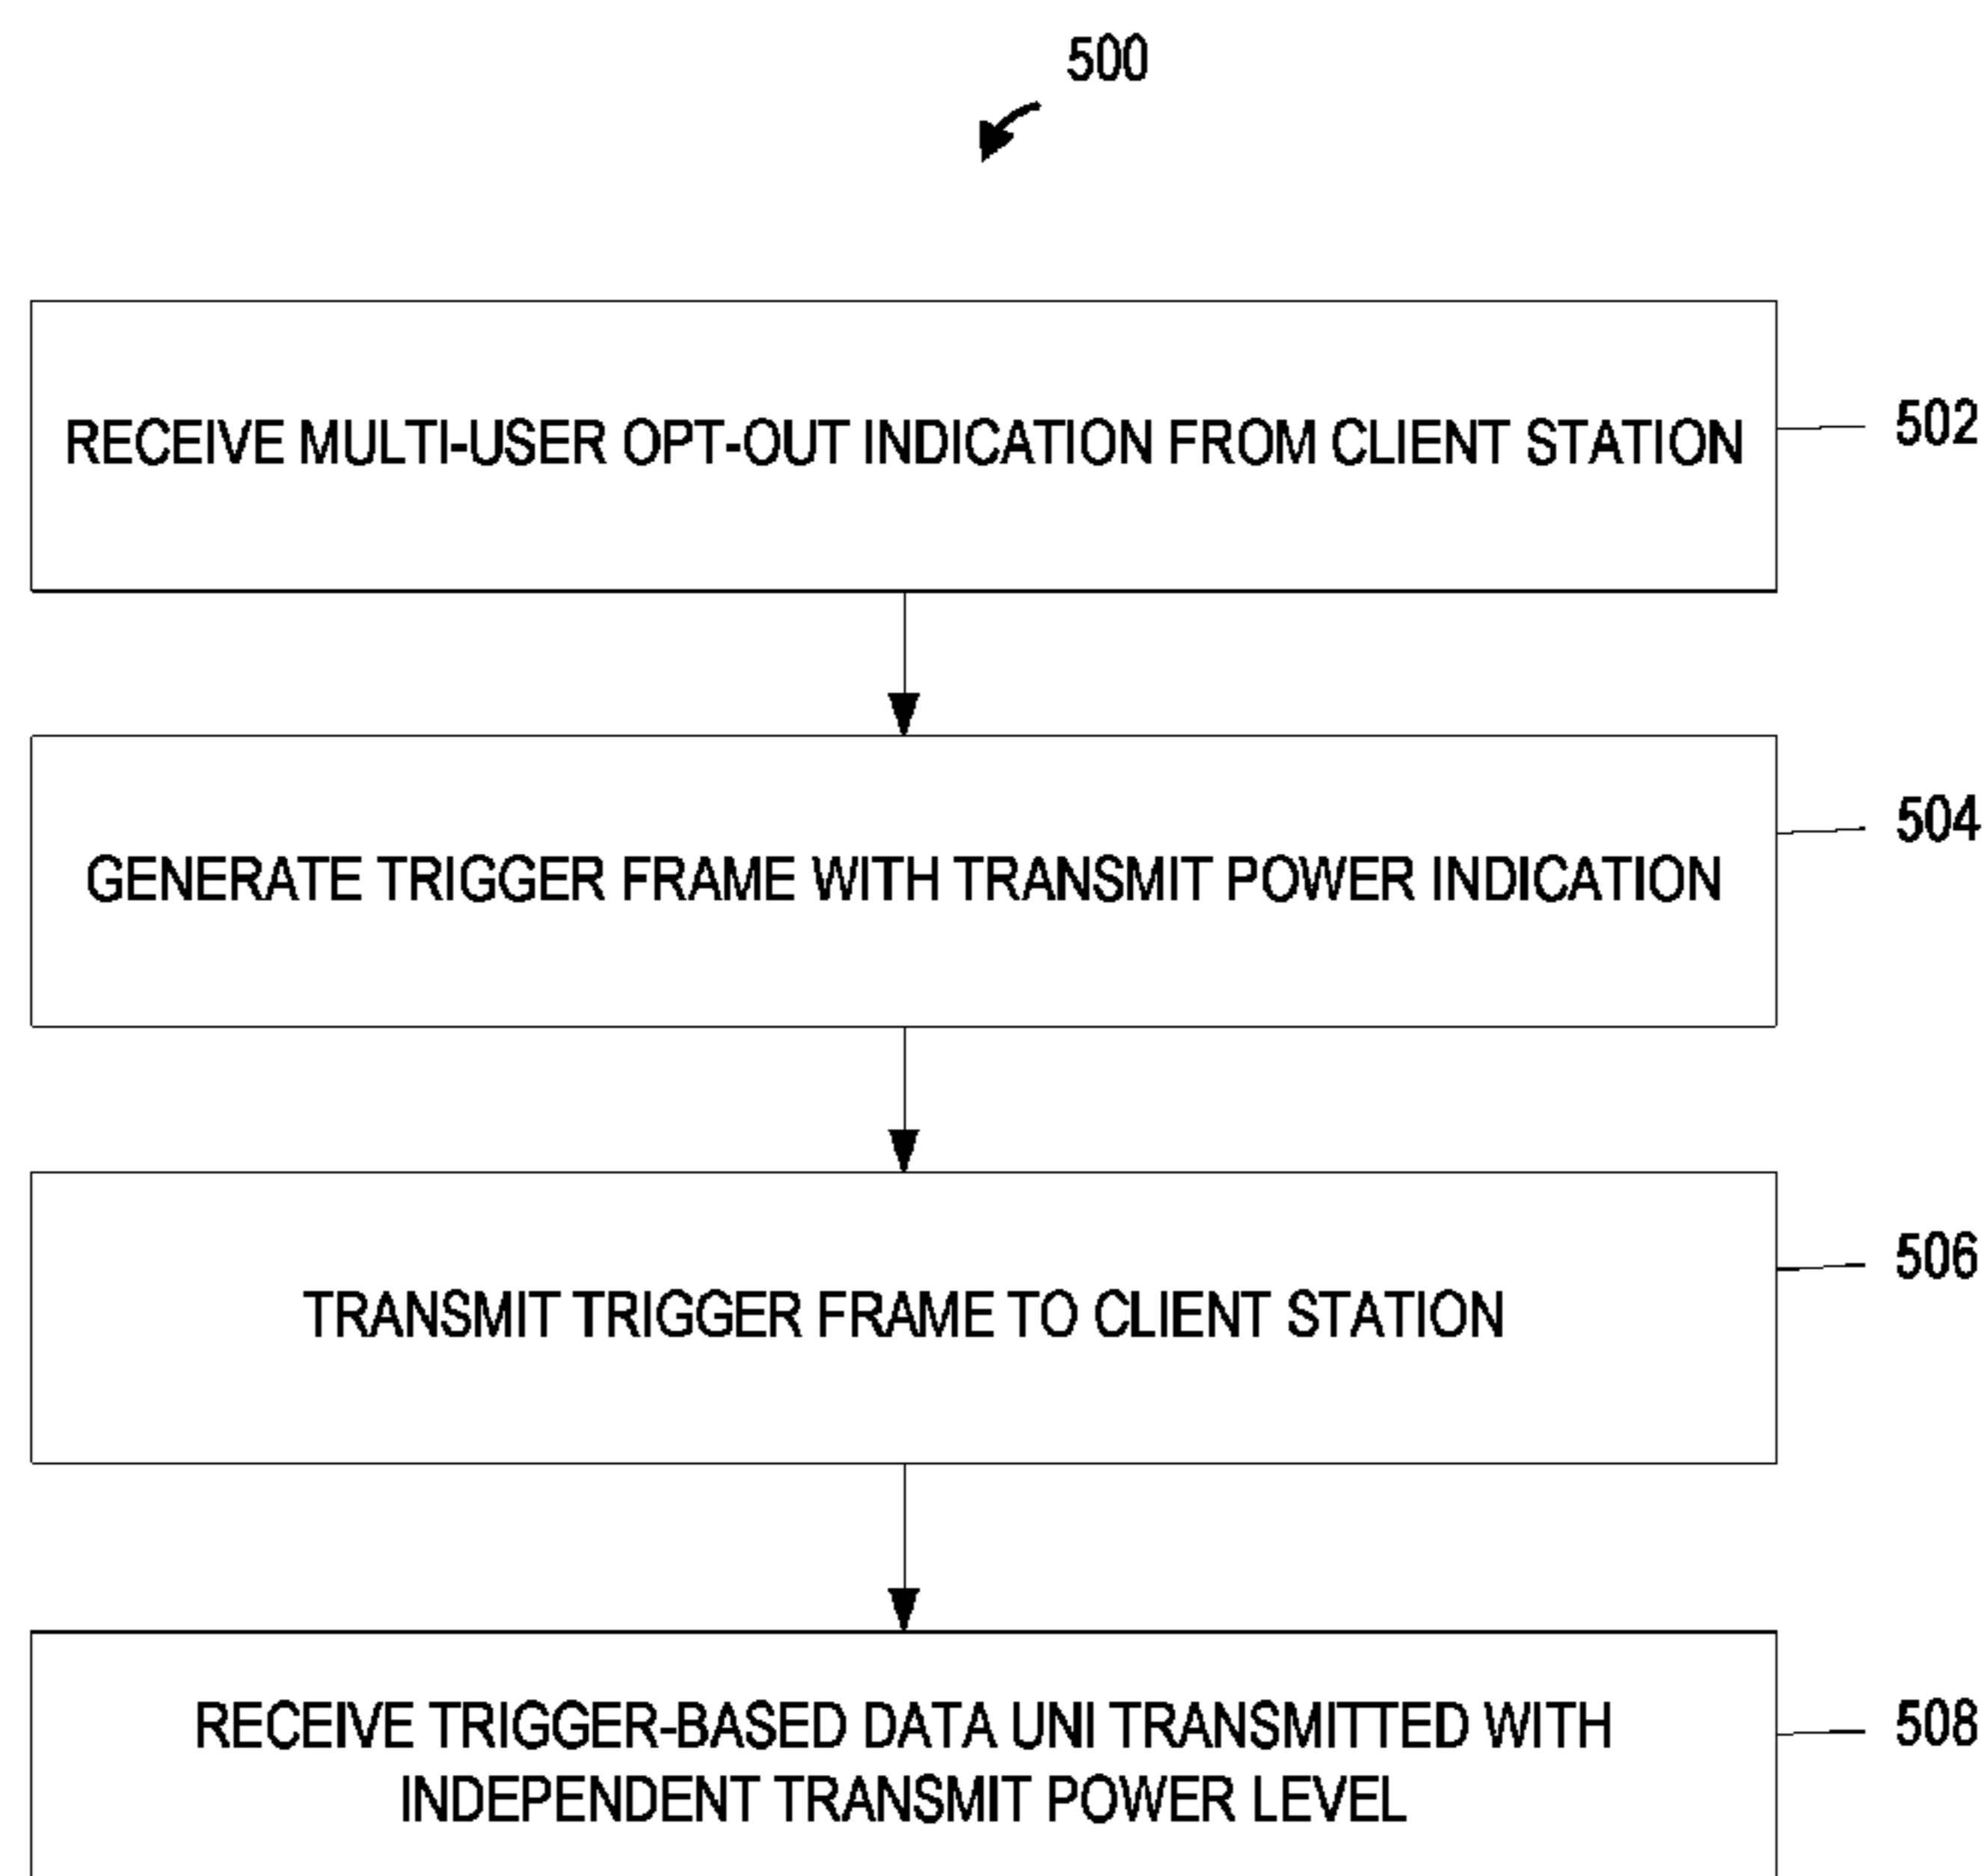 500
RECEIVE MULTI-USER OPT-OUT INDICATION FROM CLIENT STATION
502
GENERATE TRIGGER FRAME WITH TRANSMIT POWER INDICATION
504
TRANSMIT TRIGGER FRAME TO CLIENT STATION
506
RECEIVE TRIGGER-BASED DATA UNI TRANSMITTED WITH
INDEPENDENT TRANSMIT POWER LEVEL
508